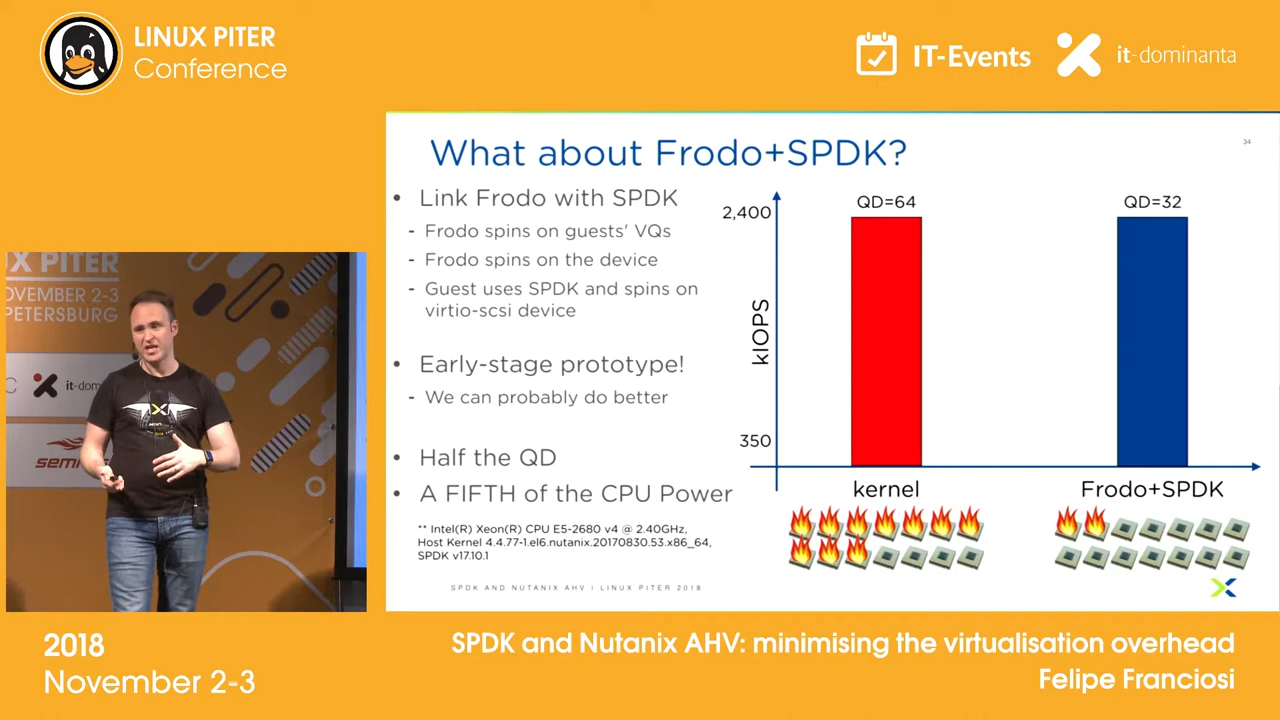 LINUX PITER
Conference
IT-Events
it-dominanta
What about Frodo+SPDK?
34
• Link Frodo with SPDK
- Frodo spins on guests' VQs
- Frodo spins on the device
- Guest uses SPDK and spins on
virtio-scsi device
• Early-stage prototype!
- We can probably do better
• Half the QD
• A FIFTH of the CPU Power
** Intel(R) Xeon(R) CPU E5-2680 v4 @ 2.40GHz,
Host Kernel 4.4.77-1.el6.nutanix.20170830.53.x86_64,
SPDK v17.10.1
QD=64
QD=32
2,400
kIOPS
350
kernel
Frodo+SPDK
SPDK AND NUTANIX AHV | LINUX PITER 2018
X PITER
OVEMBER 2-3
PETERSBURG
C
it-dom
semr
2018
November 2-3
SPDK and Nutanix AHV: minimising the virtualisation overhead
Felipe Franciosi